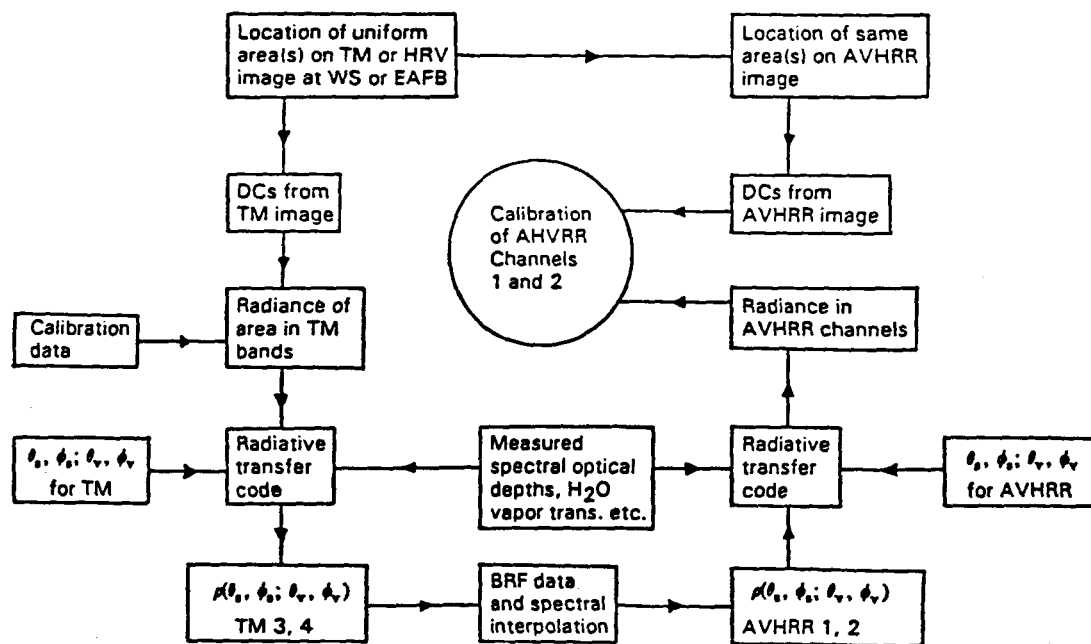 Location of uniform
area(s) on TM or HRV
image at WS or EAFB
Location of same
area(s) on AVHRR
image
DCs from
TM image
Calibration
of AHVRR
Channels
1 and 2
DCs from
AVHRR image
Calibration
data
Radiance of
area in TM
bands
Radiance in
AVHRR channels
θₛ, ϕₛ; θᵥ, ϕᵥ
for TM
Radiative
transfer
code
Measured
spectral optical
depths, H₂O
vapor trans. etc.
Radiative
transfer
code
θₛ, ϕₛ; θᵥ, ϕᵥ
for AVHRR
ρ(θₛ, ϕₛ; θᵥ, ϕᵥ)
TM 3, 4
BRF data
and spectral
interpolation
ρ(θₛ, ϕₛ; θᵥ, ϕᵥ)
AVHRR 1, 2